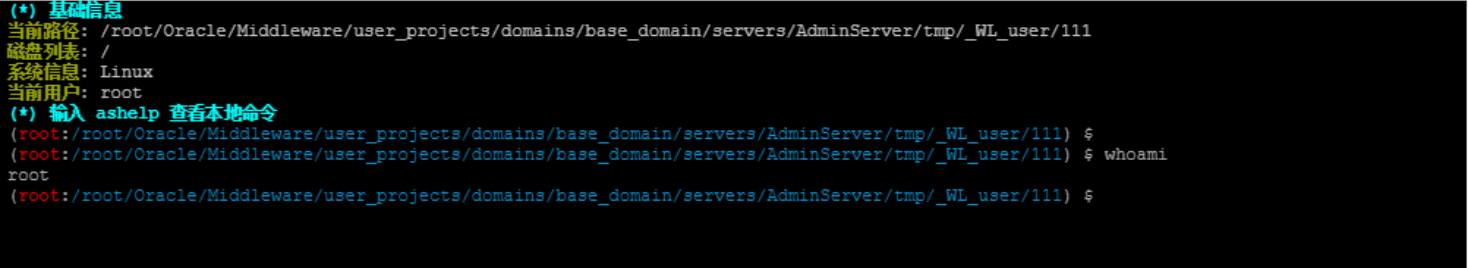 (*) 基础信息
当前路径: /root/Oracle/Middleware/user_projects/domains/base_domain/servers/AdminServer/tmp/_WL_user/111
磁盘列表: /
系统信息: Linux
当前用户: root
(*) 输入 ashelp 查看本地命令
(root:/root/Oracle/Middleware/user_projects/domains/base_domain/servers/AdminServer/tmp/_WL_user/111) $
(root:/root/Oracle/Middleware/user_projects/domains/base_domain/servers/AdminServer/tmp/_WL_user/111) $ whoami
root
(root:/root/Oracle/Middleware/user_projects/domains/base_domain/servers/AdminServer/tmp/_WL_user/111) $